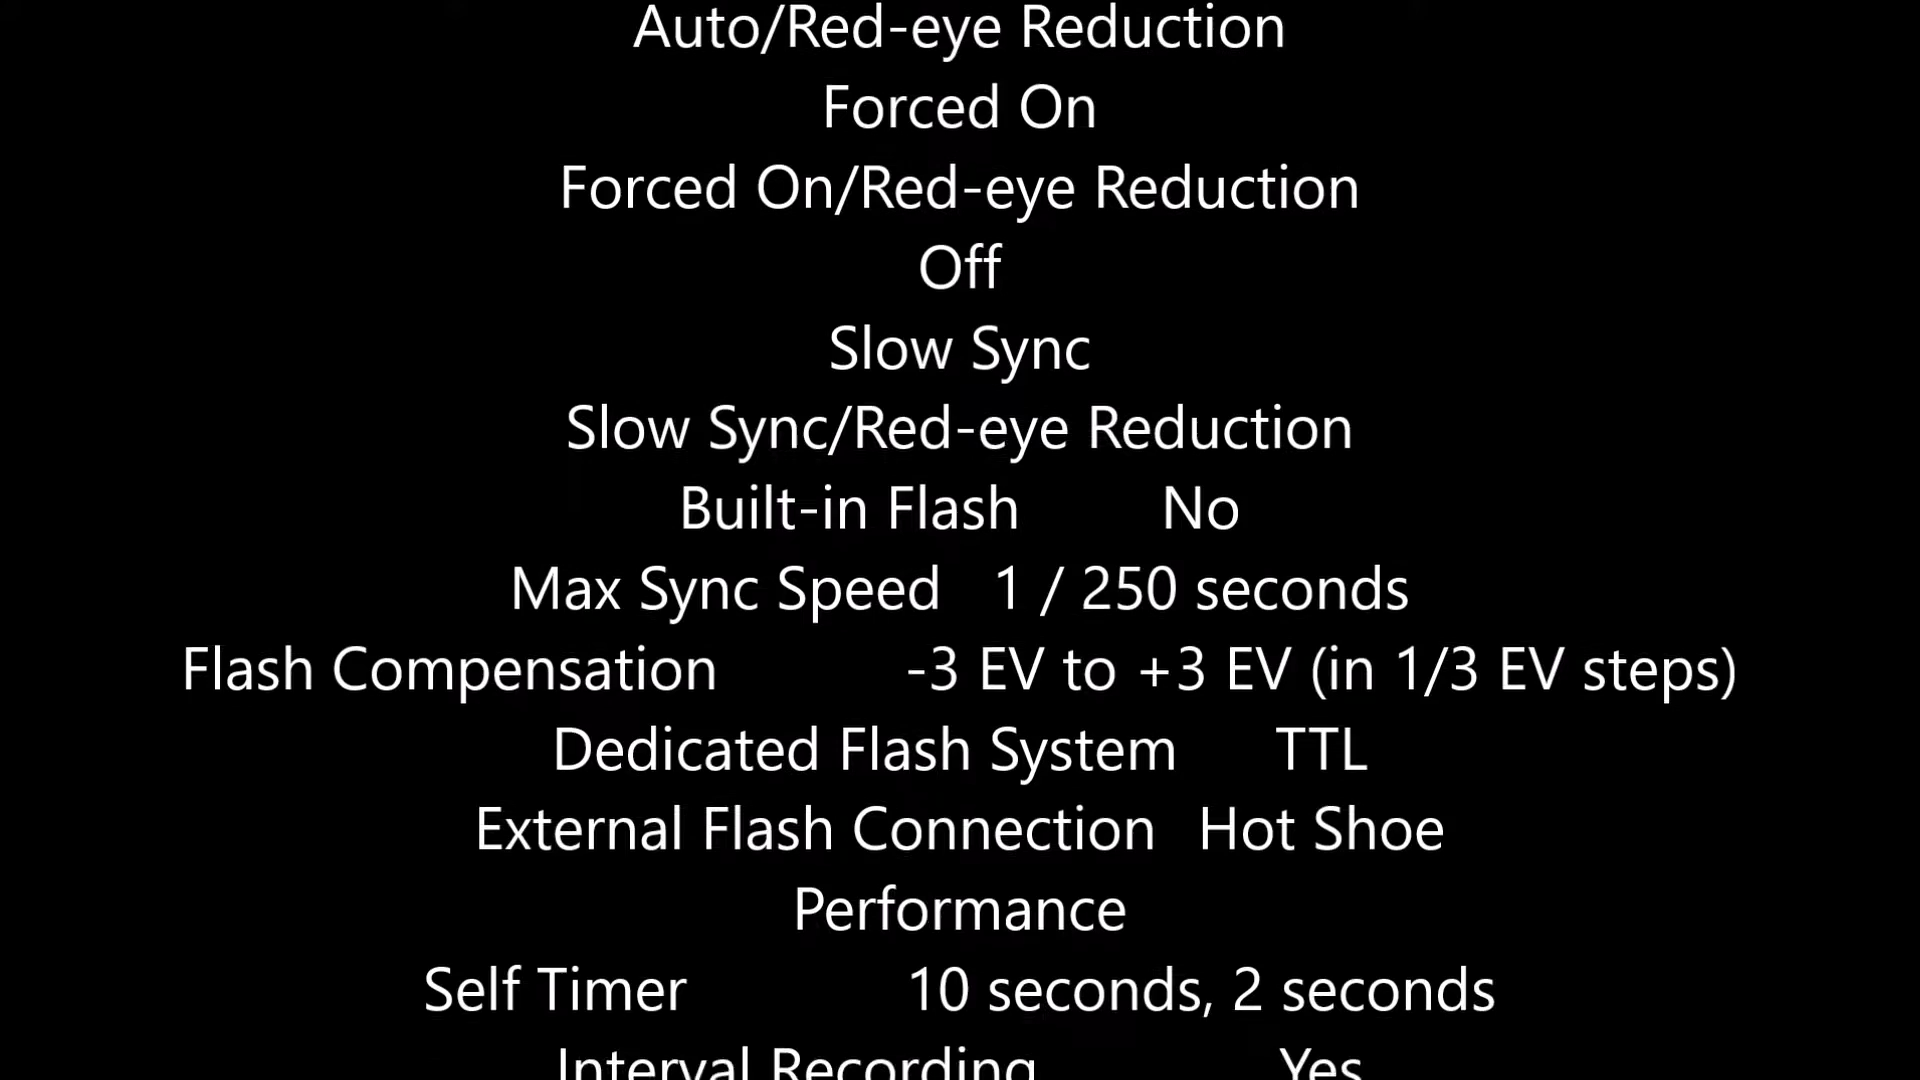 Auto/Red-eye Reduction
Forced On
Forced On/Red-eye Reduction
Off
Slow Sync
Slow Sync/Red-eye Reduction
Built-in Flash No
Max Sync Speed 1 / 250 seconds
Flash Compensation -3 EV to +3 EV (in 1/3 EV steps)
Dedicated Flash System TTL
External Flash Connection Hot Shoe
Performance
Self Timer 10 seconds, 2 seconds
Interval Recording Yes